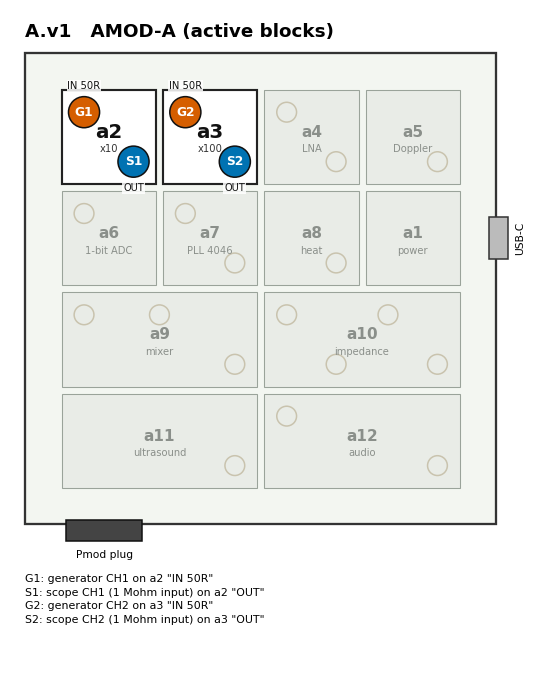 A.v1   AMOD-A (active blocks)
IN 50R
IN 50R
G1
G2
a2
a3
a4
a5
x10
x100
LNA
Doppler
S1
S2
OUT
OUT
a6
a7
a8
a1
1-bit ADC
PLL 4046
heat
power
USB-C
a9
a10
mixer
impedance
a11
a12
ultrasound
audio
Pmod plug
G1: generator CH1 on a2 "IN 50R"
S1: scope CH1 (1 Mohm input) on a2 "OUT"
G2: generator CH2 on a3 "IN 50R"
S2: scope CH2 (1 Mohm input) on a3 "OUT"